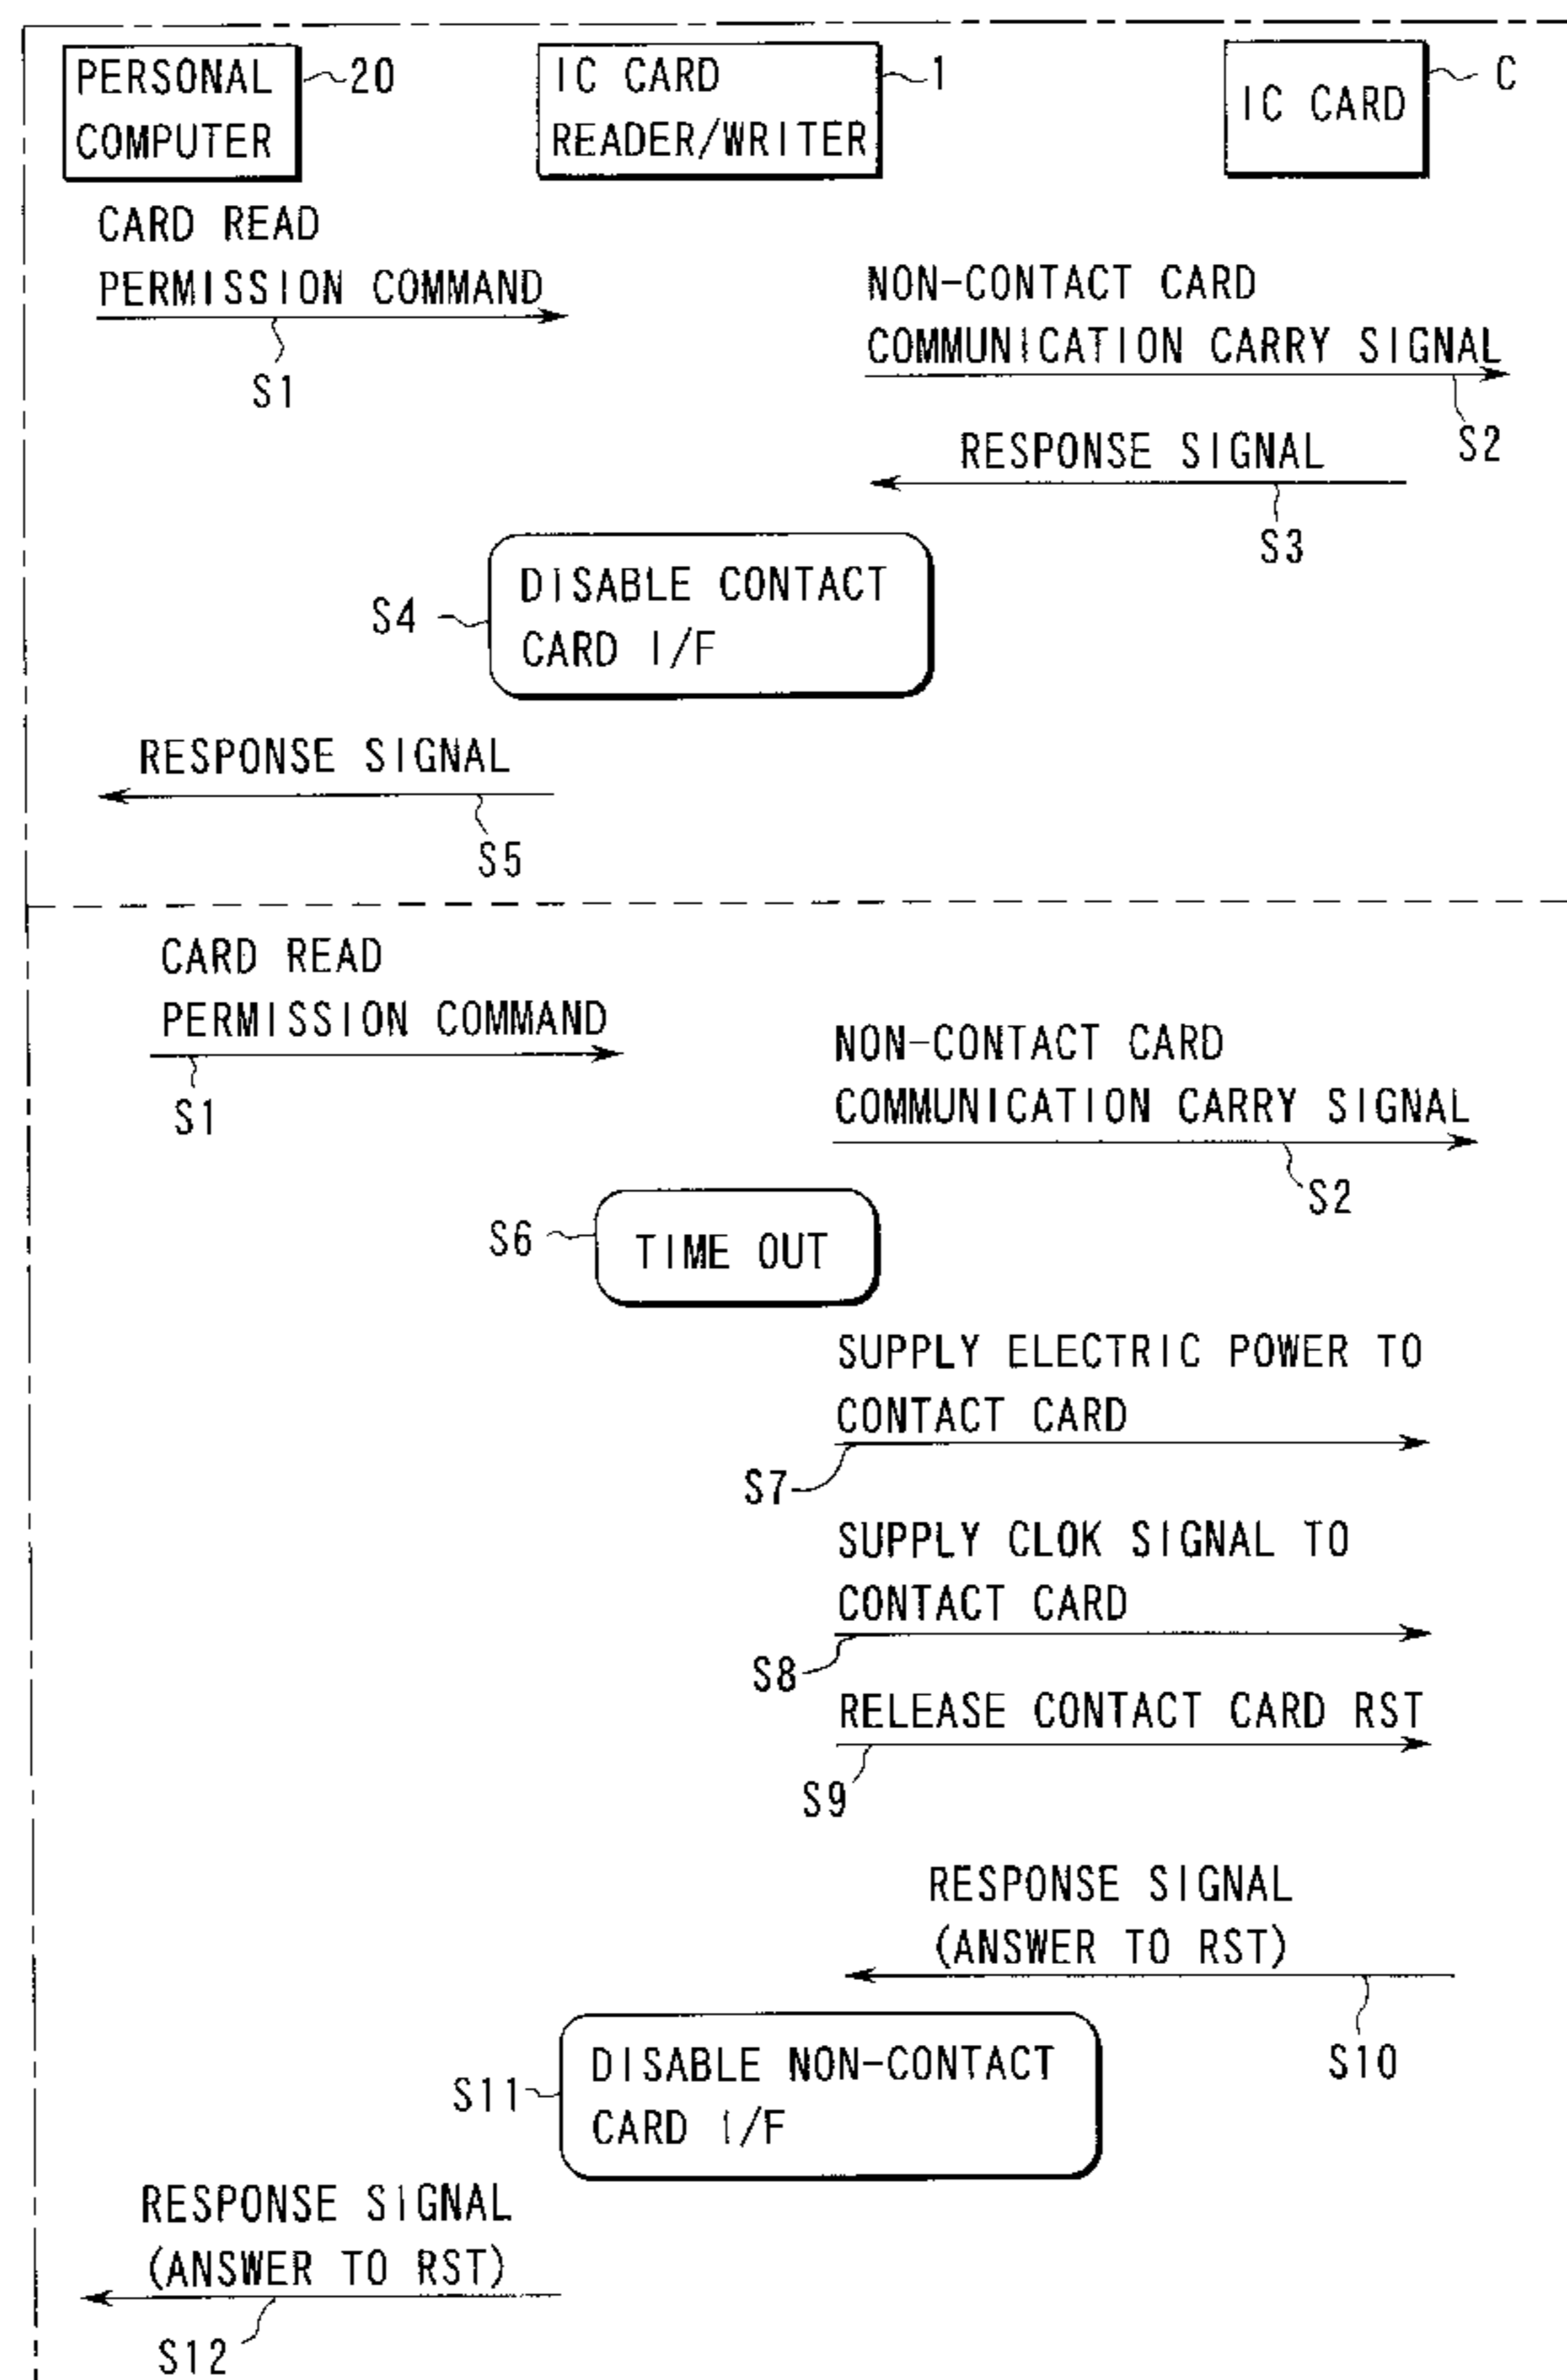 PERSONAL
COMPUTER
20
IC CARD
READER/WRITER
1
IC CARD
C
CARD READ
PERMISSION COMMAND
S1
NON-CONTACT CARD
COMMUNICATION CARRY SIGNAL
S2
RESPONSE SIGNAL
S3
S4
DISABLE CONTACT
CARD I/F
RESPONSE SIGNAL
S5
CARD READ
PERMISSION COMMAND
S1
NON-CONTACT CARD
COMMUNICATION CARRY SIGNAL
S2
S6
TIME OUT
SUPPLY ELECTRIC POWER TO
CONTACT CARD
S7
SUPPLY CLOK SIGNAL TO
CONTACT CARD
S8
RELEASE CONTACT CARD RST
S9
RESPONSE SIGNAL
(ANSWER TO RST)
S10
S11
DISABLE NON-CONTACT
CARD I/F
RESPONSE SIGNAL
(ANSWER TO RST)
S12